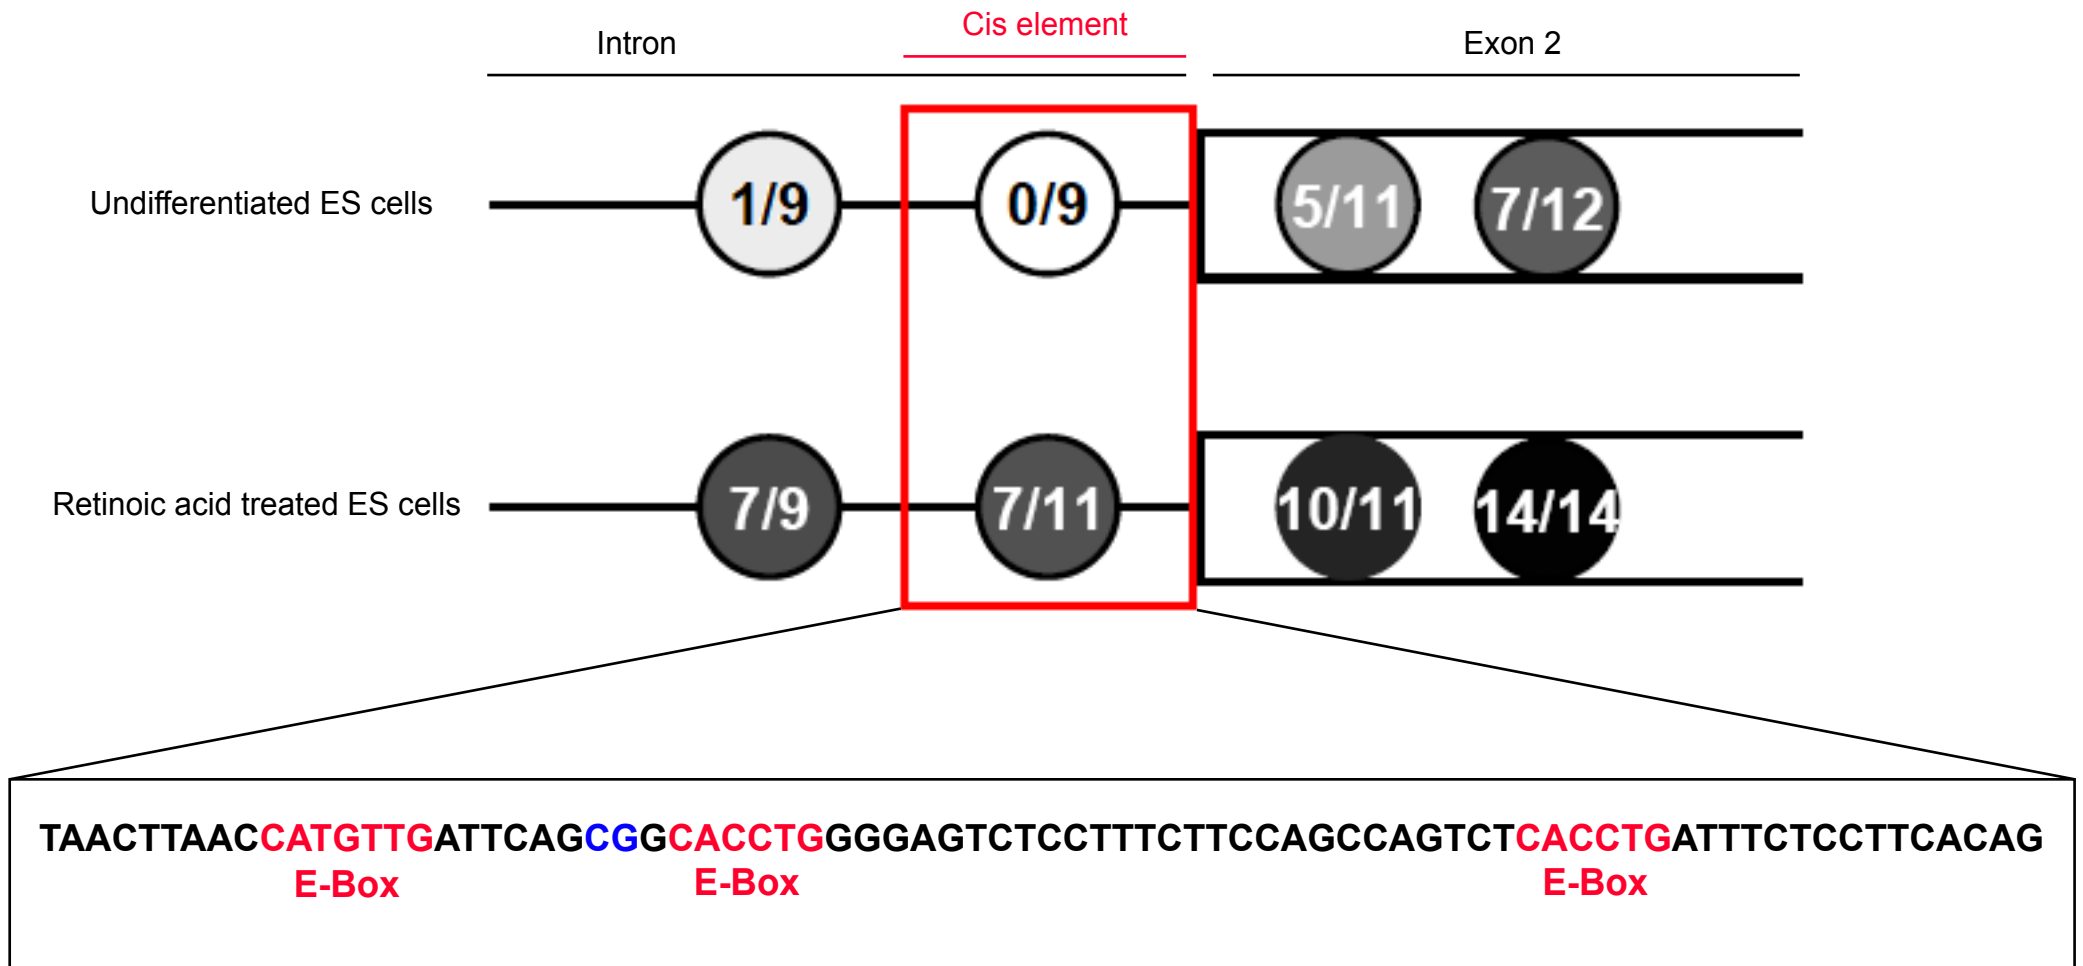 Cis element
Intron
Exon 2
Undifferentiated ES cells
1/9
0/9
5/11
7/12
Retinoic acid treated ES cells
7/9
7/11
10/11
14/14
TAACTTAACCATGTTGATTCAGCGGCACCTGGGGAGTCTCCTTTCTTCCAGCCAGTCTCACCTGATTTCTCCTTCACAG
E-Box
E-Box
E-Box